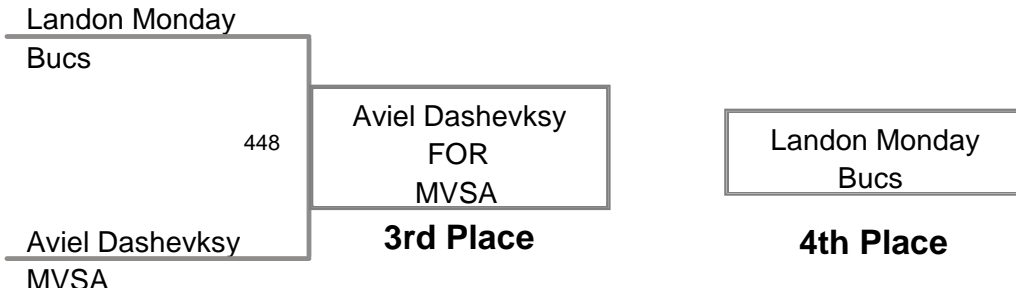 Landon Monday
Bucs
448
Aviel Dashevksy
FOR
MVSA
3rd Place
Aviel Dashevksy
MVSA
Landon Monday
Bucs
4th Place